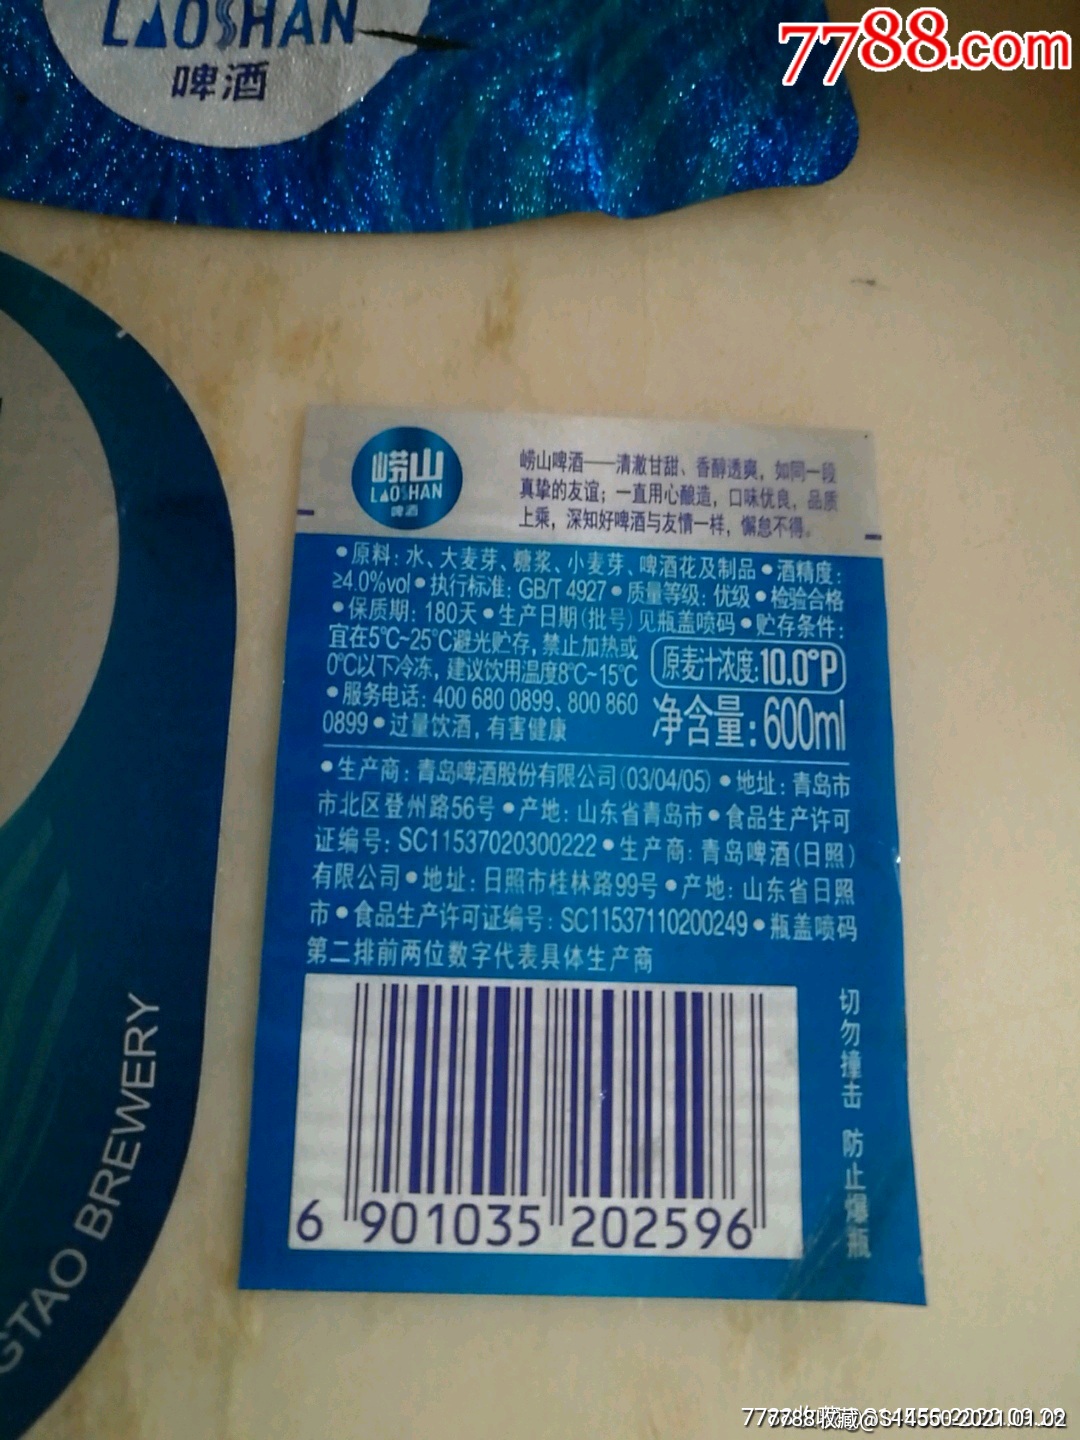 7788.com
LAOSHAN
啤酒
GTAO BREWERY
崂山
LAOSHAN
啤酒
崂山啤酒——清澈甘甜、香醇透爽，如同一段
真挚的友谊；一直用心酿造，口味优良，品质
上乘，深知好啤酒与友情一样，懈怠不得。
●原料：水、大麦芽、糖浆、小麦芽、啤酒花及制品●酒精度：
≥4.0%vol●执行标准：GB/T 4927●质量等级：优级●检验合格
●保质期：180天●生产日期(批号)见瓶盖喷码●贮存条件：
宜在5℃~25℃避光贮存，禁止加热或
0℃以下冷冻，建议饮用温度8℃~15℃
●服务电话：400 680 0899、800 860
0899●过量饮酒，有害健康
原麦汁浓度:10.0°P
净含量:600ml
●生产商：青岛啤酒股份有限公司(03/04/05)●地址：青岛市
市北区登州路56号●产地：山东省青岛市●食品生产许可
证编号：SC11537020300222●生产商：青岛啤酒(日照)
有限公司●地址：日照市桂林路99号●产地：山东省日照
市●食品生产许可证编号：SC11537110200249●瓶盖喷码
第二排前两位数字代表具体生产商
6 901035 202596
切勿撞击 防止爆瓶
777788收藏@S14550-2021.01.02